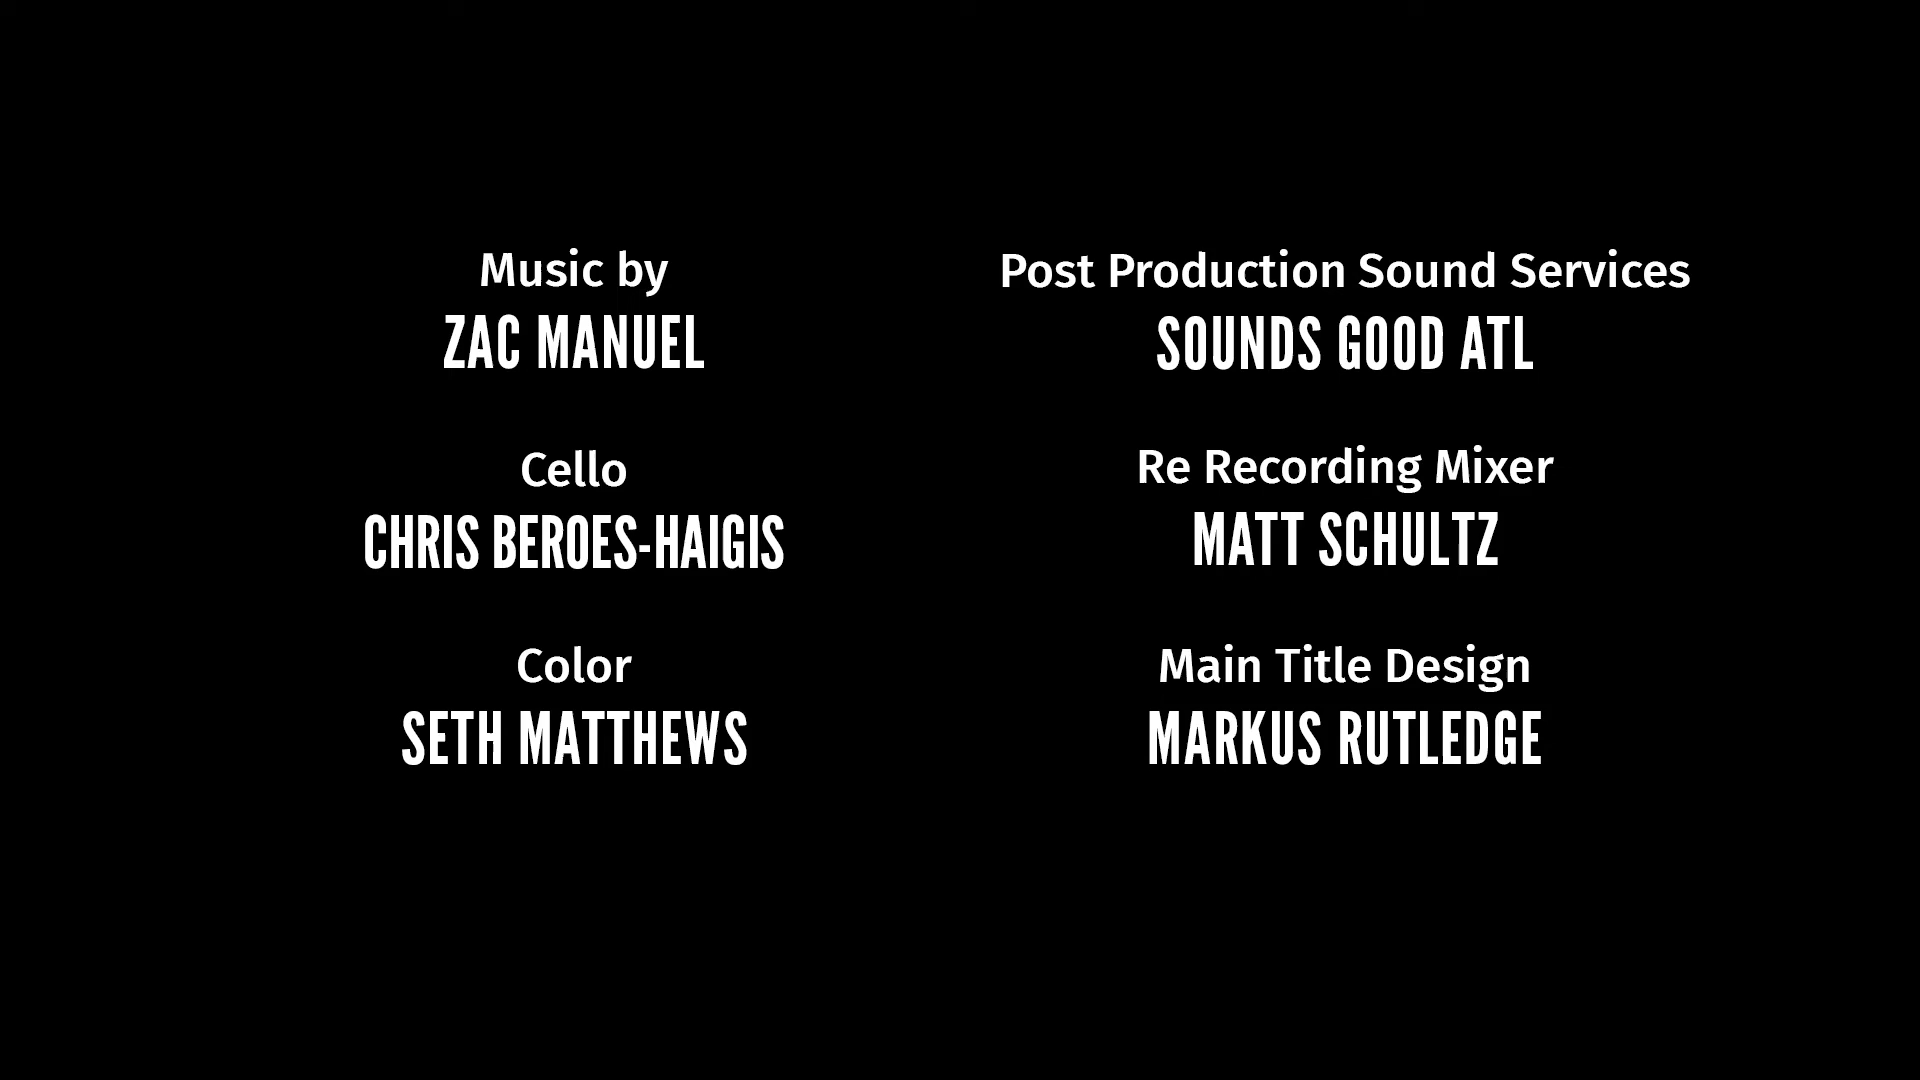 Music by
ZAC MANUEL
Cello
CHRIS BEROES-HAIGIS
Color
SETH MATTHEWS
Post Production Sound Services
SOUNDS GOOD ATL
Re Recording Mixer
MATT SCHULTZ
Main Title Design
MARKUS RUTLEDGE